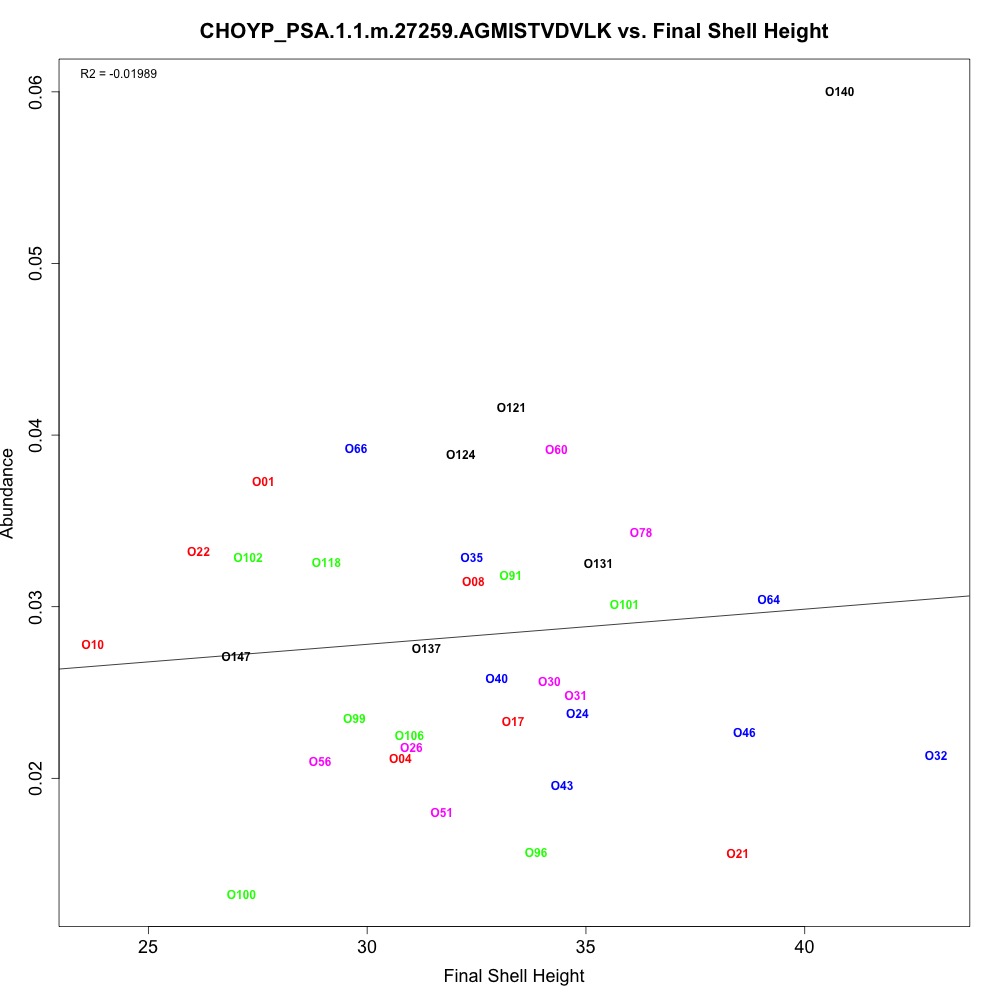 CHOYP_PSA.1.1.m.27259.AGMISTVDVLK vs. Final Shell Height
R2 = -0.01989
0.06
O140
0.05
O121
0.04
O66
O124
O60
O01
O78
O22
O102
O118
O35
O131
O08
O91
O101
O64
0.03
O10
O147
O137
O40
O30
O31
O24
O99
O17
O46
O106
O26
O56
O04
O32
0.02
O43
O51
O96
O21
O100
Abundance
25
30
35
40
Final Shell Height